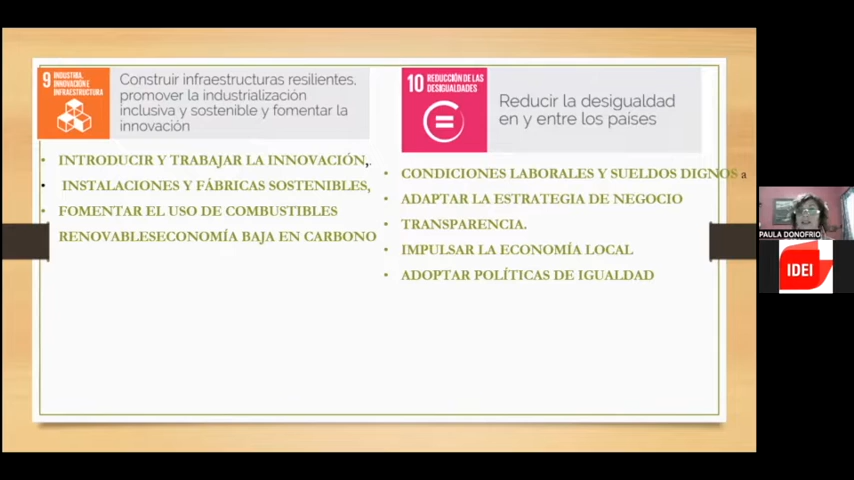 9 INDUSTRIA,
INNOVACIÓN E
INFRAESTRUCTURA
Construir infraestructuras resilientes,
promover la industrialización
inclusiva y sostenible y fomentar la
innovación
• INTRODUCIR Y TRABAJAR LA INNOVACIÓN,.
• INSTALACIONES Y FÁBRICAS SOSTENIBLES,
• FOMENTAR EL USO DE COMBUSTIBLES
RENOVABLESECONOMÍA BAJA EN CARBONO
10 REDUCCIÓN DE LAS
DESIGUALDADES
Reducir la desigualdad
en y entre los países
• CONDICIONES LABORALES Y SUELDOS DIGNOS a
• ADAPTAR LA ESTRATEGIA DE NEGOCIO
• TRANSPARENCIA.
• IMPULSAR LA ECONOMÍA LOCAL
• ADOPTAR POLÍTICAS DE IGUALDAD
PAULA DONOFRIO
IDEI